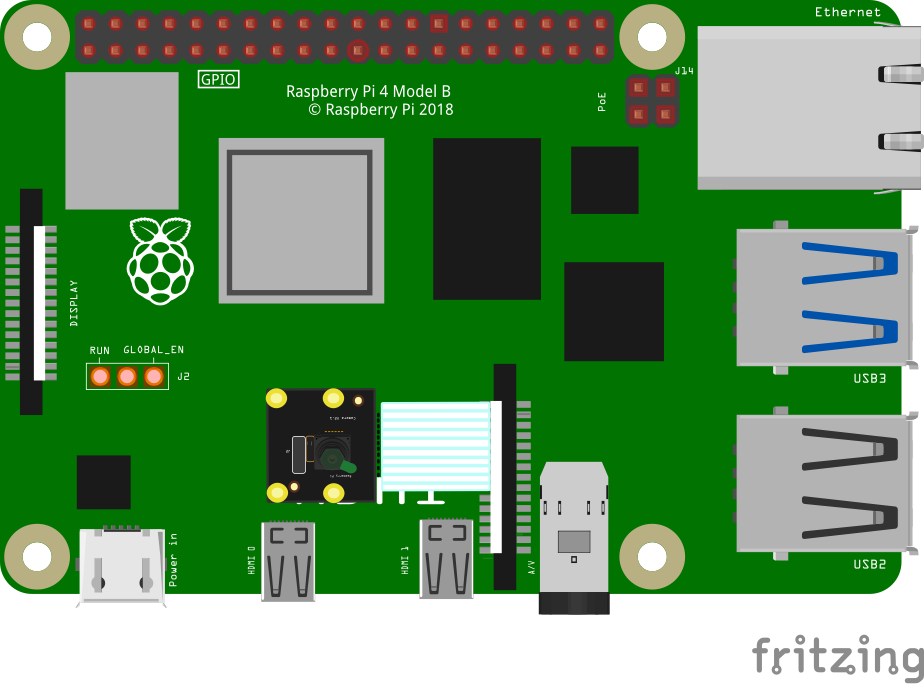 Ethernet
GPIO
J14
Raspberry Pi 4 Model B
© Raspberry Pi 2018
PoE
DISPLAY
RUN
GLOBAL_EN
J2
USB3
Power in
HDMI 0
HDMI 1
A/V
USB2
fritzing